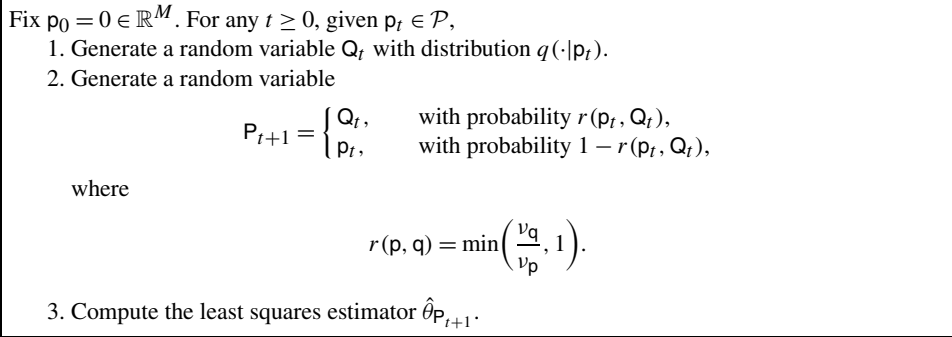 Fix p₀ = 0 ∈ ℝᴹ. For any t ≥ 0, given pₜ ∈ 𝒫,
1. Generate a random variable Qₜ with distribution q(·|pₜ).
2. Generate a random variable
Pₜ₊₁ = { Qₜ, with probability r(pₜ, Qₜ),
pₜ, with probability 1 − r(pₜ, Qₜ),
where
r(p, q) = min(ν_q/ν_p, 1).
3. Compute the least squares estimator θ̂_{Pₜ₊₁}.